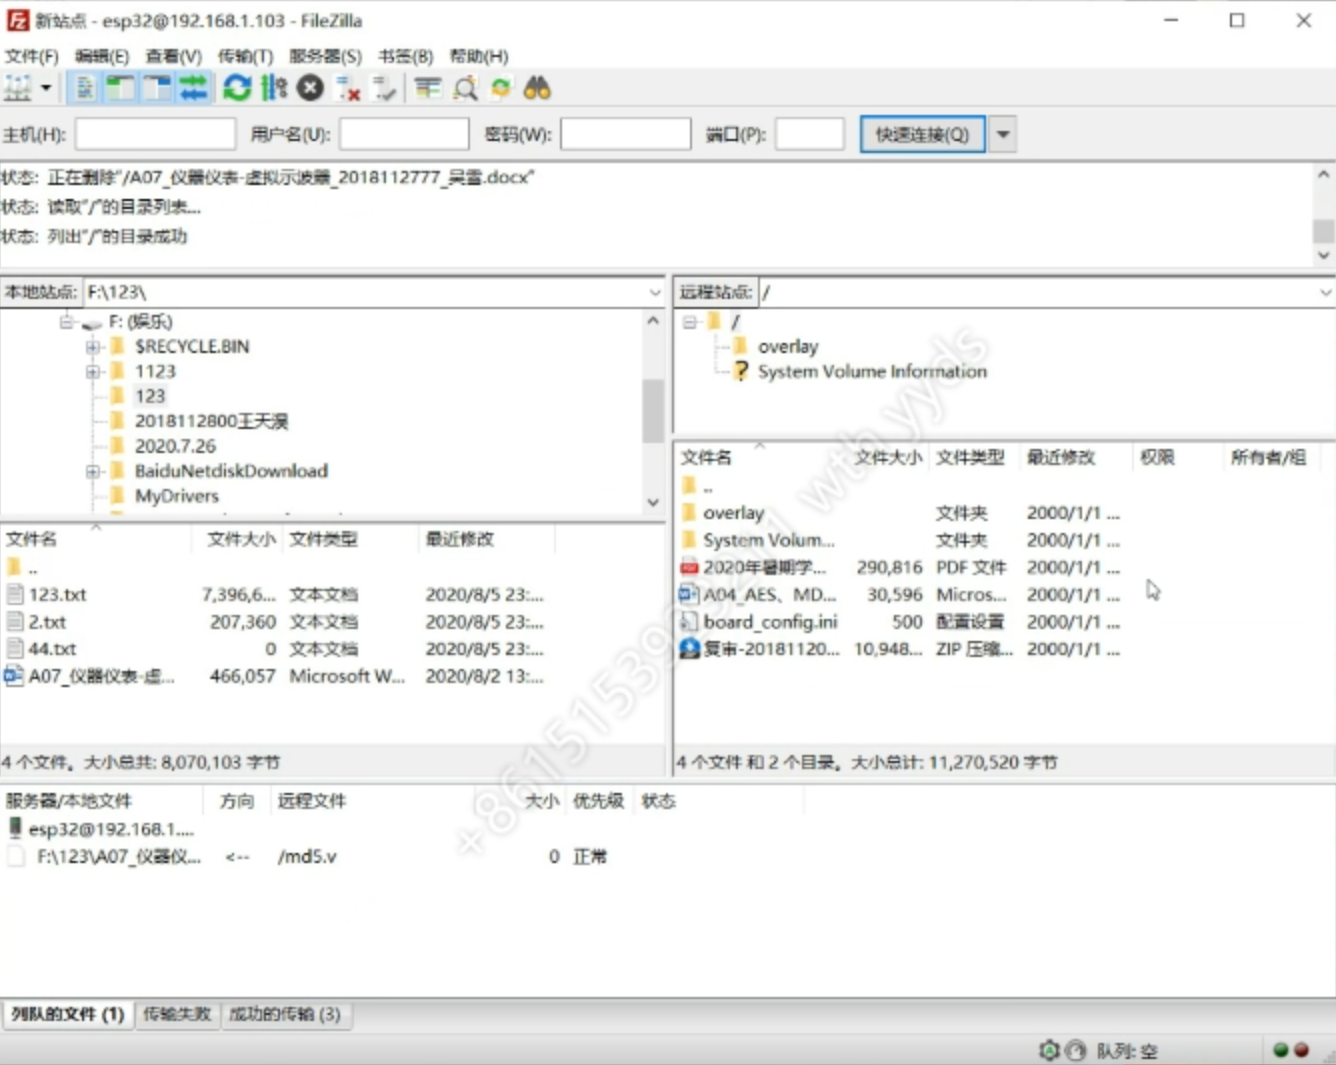 新站点 - esp32@192.168.1.103 - FileZilla
文件(F) 编辑(E) 查看(V) 传输(T) 服务器(S) 书签(B) 帮助(H)
主机(H): 用户名(U): 密码(W): 端口(P): 快速连接(Q)
状态: 正在删除"/A07_仪器仪表-虚拟示波器_2018112777_吴雪.docx"
状态: 读取"/"的目录列表...
状态: 列出"/"的目录成功
本地站点: F:\123\
F: (娱乐)
$RECYCLE.BIN
1123
123
2018112800王天漠
2020.7.26
BaiduNetdiskDownload
MyDrivers
文件名 文件大小 文件类型 最近修改
..
123.txt 7,396,6... 文本文档 2020/8/5 23:...
2.txt 207,360 文本文档 2020/8/5 23:...
44.txt 0 文本文档 2020/8/5 23:...
A07_仪器仪表-虚... 466,057 Microsoft W... 2020/8/2 13:...
4 个文件。大小总共: 8,070,103 字节
远程站点: /
/
overlay
System Volume Information
文件名 文件大小 文件类型 最近修改 权限 所有者/组
..
overlay 文件夹 2000/1/1 ...
System Volum... 文件夹 2000/1/1 ...
2020年暑期学... 290,816 PDF 文件 2000/1/1 ...
A04_AES、MD... 30,596 Micros... 2000/1/1 ...
board_config.ini 500 配置设置 2000/1/1 ...
复审-20181120... 10,948... ZIP 压缩... 2000/1/1 ...
4 个文件 和 2 个目录。大小总计: 11,270,520 字节
服务器/本地文件 方向 远程文件 大小 优先级 状态
esp32@192.168.1....
F:\123\A07_仪器仪... <-- /md5.v 0 正常
列队的文件 (1) 传输失败 成功的传输 (3)
队列: 空